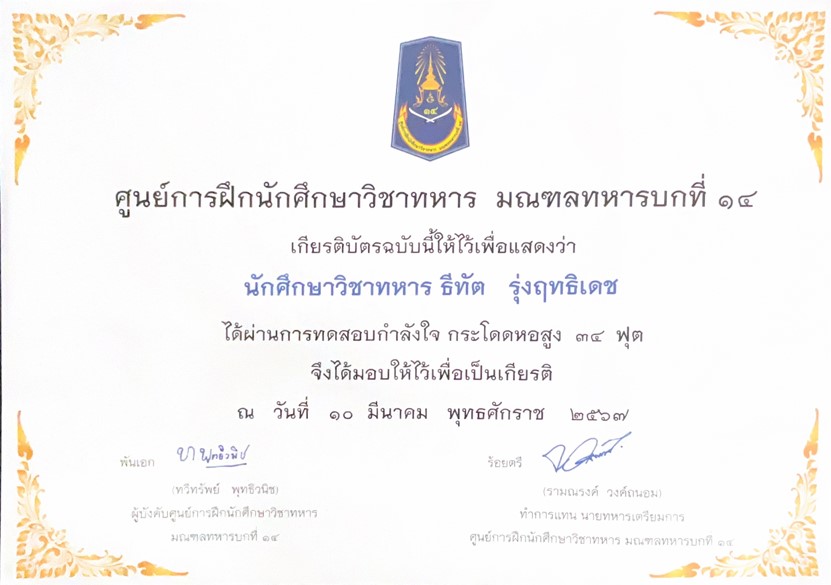 ๑๔
ศูนย์การฝึกนักศึกษาวิชาทหาร มณฑลทหารบกที่ ๑๔
เกียรติบัตรฉบับนี้ให้ไว้เพื่อแสดงว่า
นักศึกษาวิชาทหาร ธีทัต รุ่งฤทธิเดช
ได้ผ่านการทดสอบกำลังใจ กระโดดหอสูง ๓๔ ฟุต
จึงได้มอบให้ไว้เพื่อเป็นเกียรติ
ณ วันที่ ๑๐ มีนาคม พุทธศักราช ๒๕๖๗
พันเอก
(ทวีทรัพย์ พุทธิวนิช)
ผู้บังคับศูนย์การฝึกนักศึกษาวิชาทหาร
มณฑลทหารบกที่ ๑๔
ร้อยตรี
(รามณรงค์ วงค์ถนอม)
ทำการแทน นายทหารเตรียมการ
ศูนย์การฝึกนักศึกษาวิชาทหาร มณฑลทหารบกที่ ๑๔